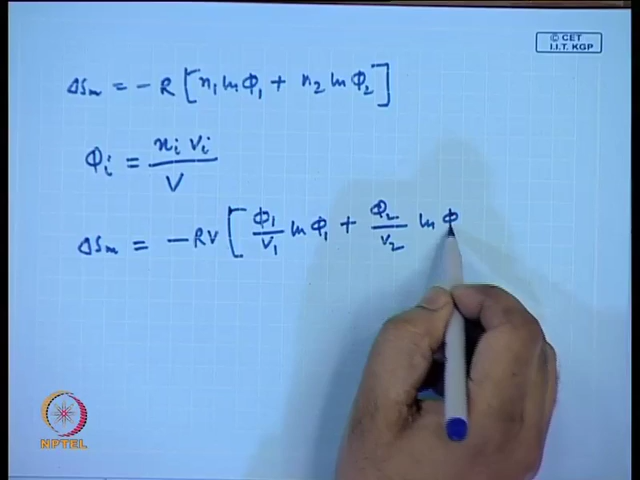 © CET
I.I.T. KGP
ΔSm = − R [n₁ ln Φ₁ + n₂ ln Φ₂]
Φi = ni vi / V
ΔSm = − RV [Φ₁/v₁ ln Φ₁ + Φ₂/v₂ ln Φ
NPTEL